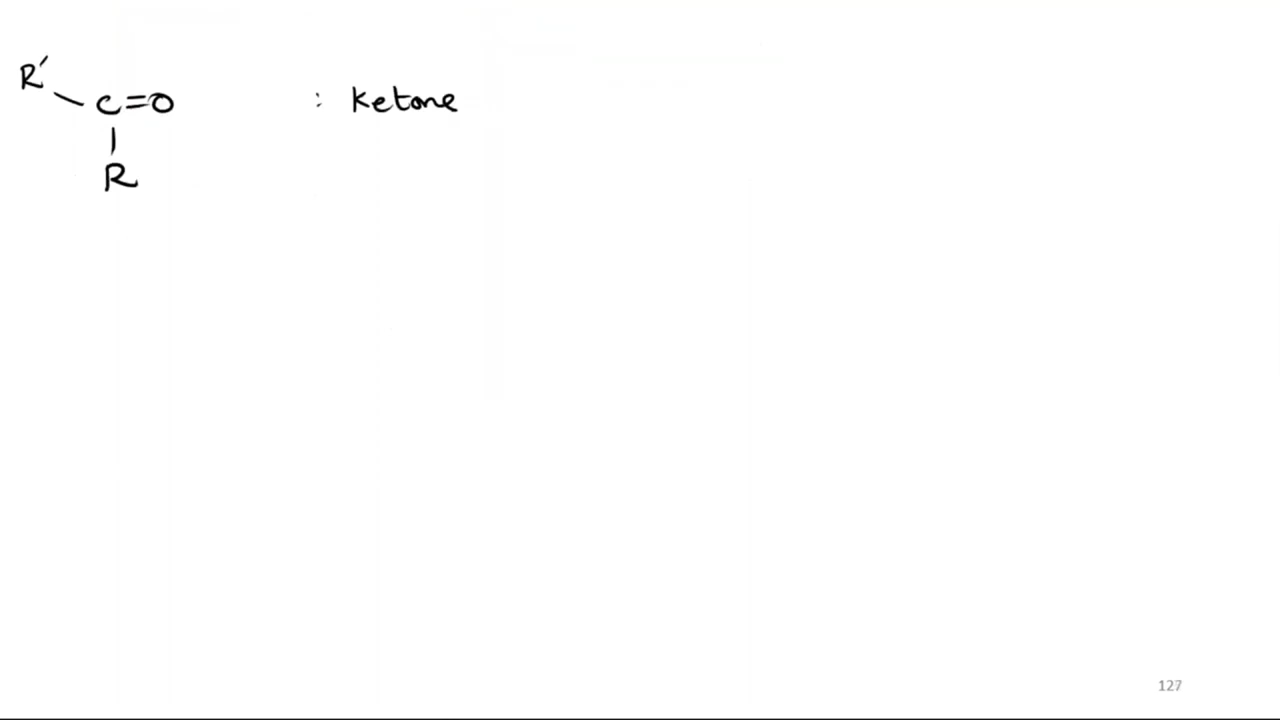 R′
C=O : Ketone
R
127